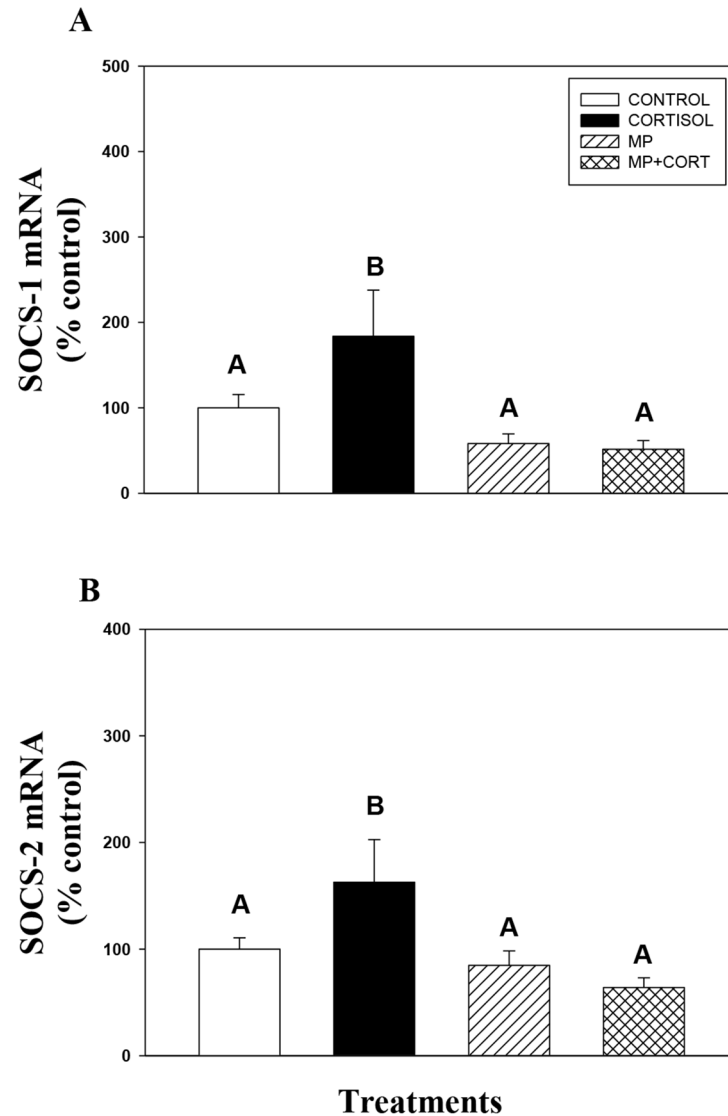 A
SOCS-1 mRNA
(% control)
500
400
300
200
100
0
CONTROL
CORTISOL
MP
MP+CORT
A
B
A
A
B
SOCS-2 mRNA
(% control)
400
300
200
100
0
A
B
A
A
Treatments